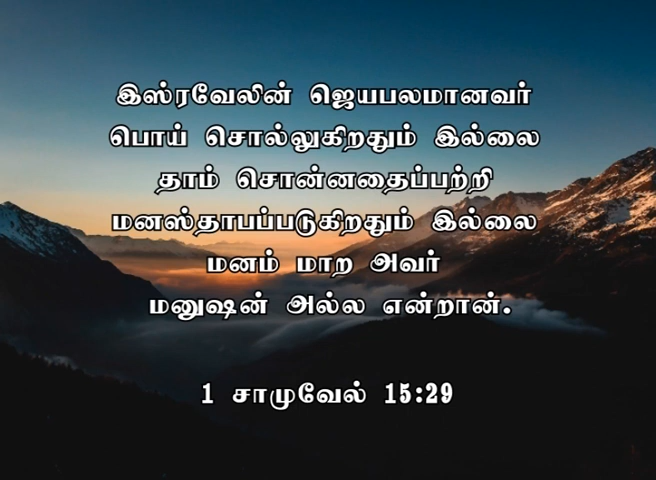 இஸ்ரவேலின் ஜெயபலமானவர்
பொய் சொல்லுகிறதும் இல்லை
தாம் சொன்னதைப்பற்றி
மனஸ்தாபப்படுகிறதும் இல்லை
மனம் மாற அவர்
மனுஷன் அல்ல என்றான்.
1 சாமுவேல் 15:29